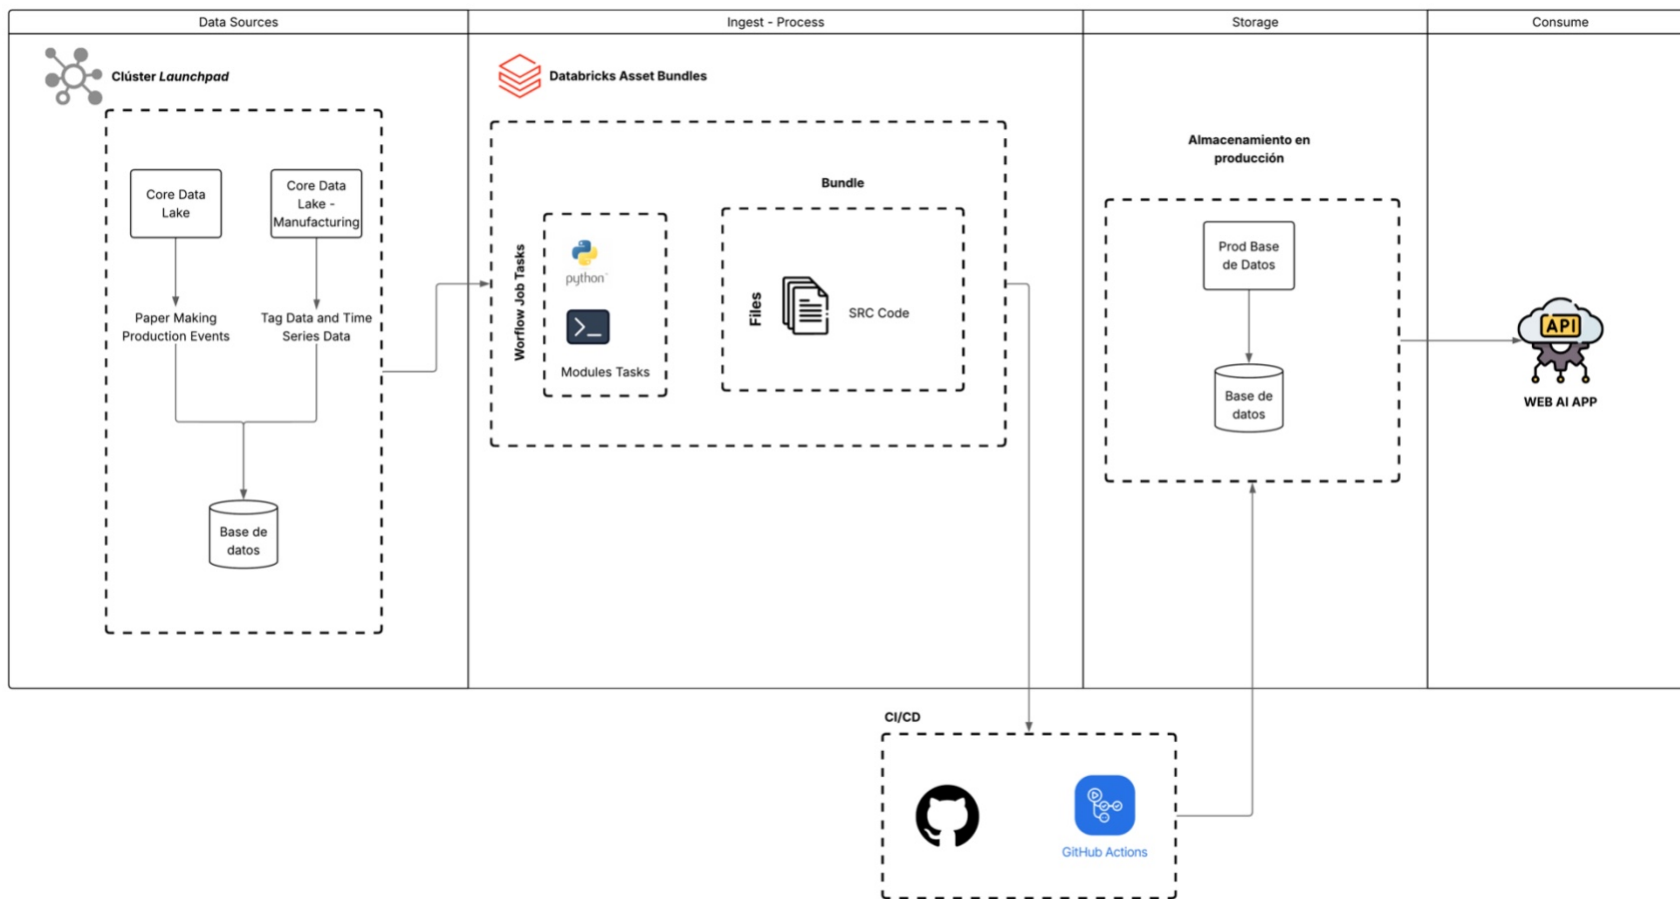 Data Sources
Ingest - Process
Storage
Consume
Clúster Launchpad
Databricks Asset Bundles
Core Data
Lake
Core Data
Lake -
Manufacturing
Paper Making
Production Events
Tag Data and Time
Series Data
Base de
datos
Worflow Job Tasks
python
Modules Tasks
Bundle
Files
SRC Code
Almacenamiento en
producción
Prod Base
de Datos
Base de
datos
API
WEB AI APP
CI/CD
GitHub Actions